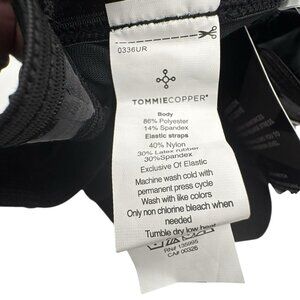 0336UR
TOMMIECOPPER®
Body
86% Polyester
14% Spandex
Elastic straps
40% Nylon
30% Latex rubber
30%Spandex
Exclusive Of Elastic
Machine wash cold with
permanent press cycle
Wash with like colors
Only non chlorine bleach when
needed
Tumble dry low heat
RN# 135965
CA# 00326